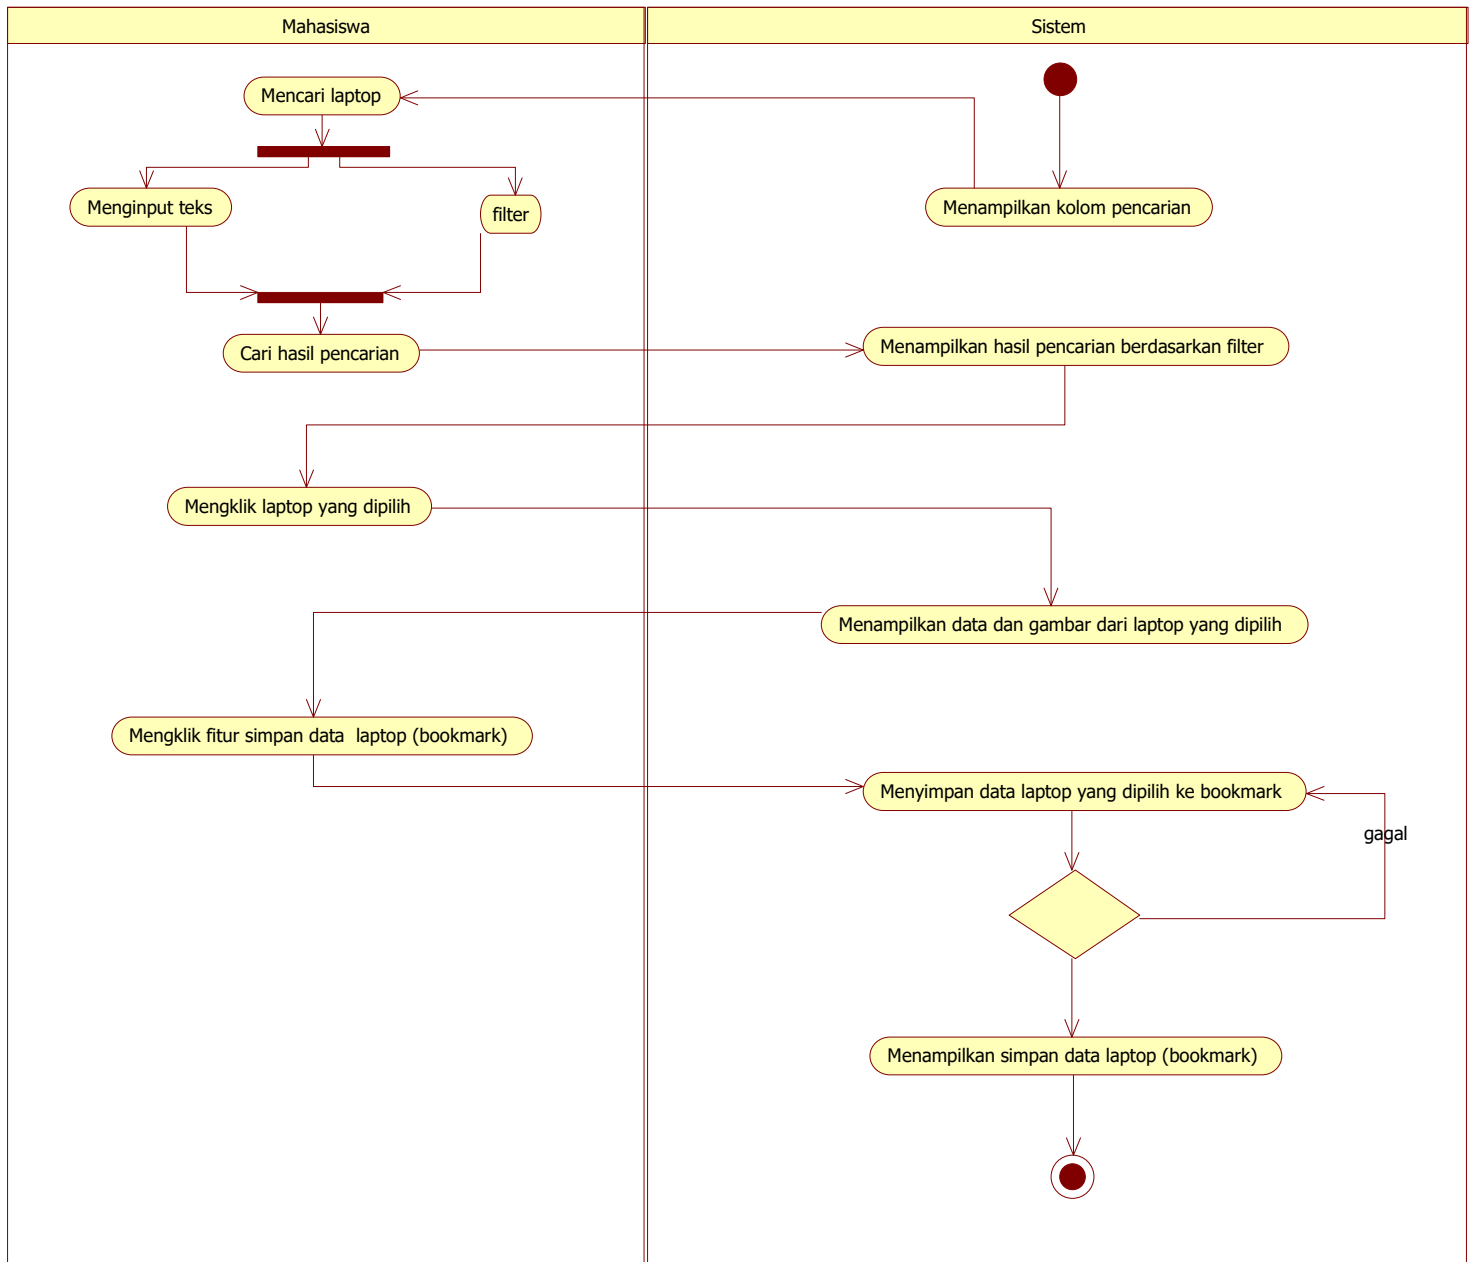 Mahasiswa
Sistem
Mencari laptop
Menginput teks
filter
Menampilkan kolom pencarian
Cari hasil pencarian
Menampilkan hasil pencarian berdasarkan filter
Mengklik laptop yang dipilih
Menampilkan data dan gambar dari laptop yang dipilih
Mengklik fitur simpan data  laptop (bookmark)
Menyimpan data laptop yang dipilih ke bookmark
gagal
Menampilkan simpan data laptop (bookmark)